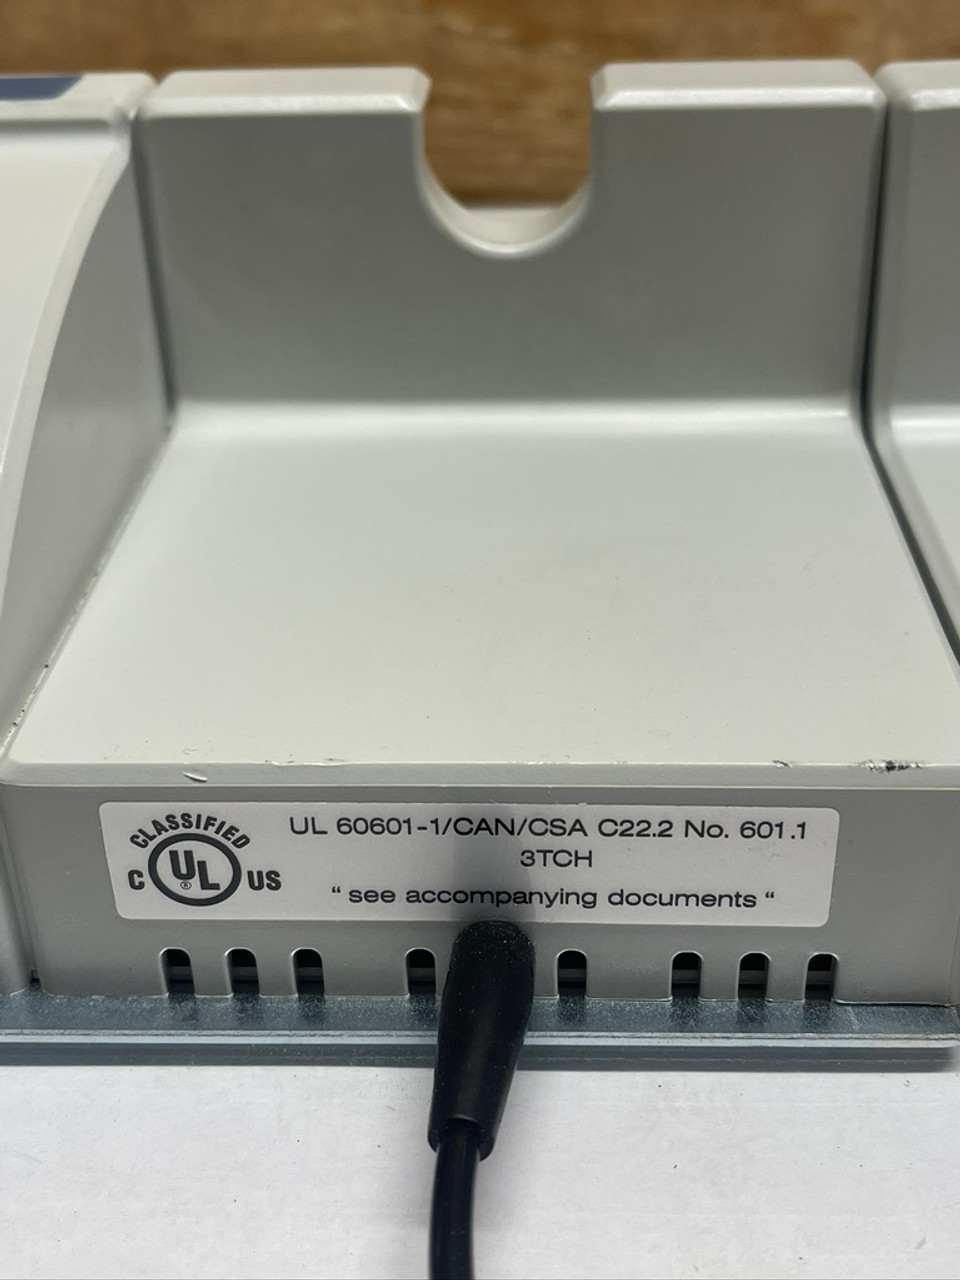 CLASSIFIED
C UL ® US
UL 60601-1/CAN/CSA C22.2 No. 601.1
3TCH
“ see accompanying documents “